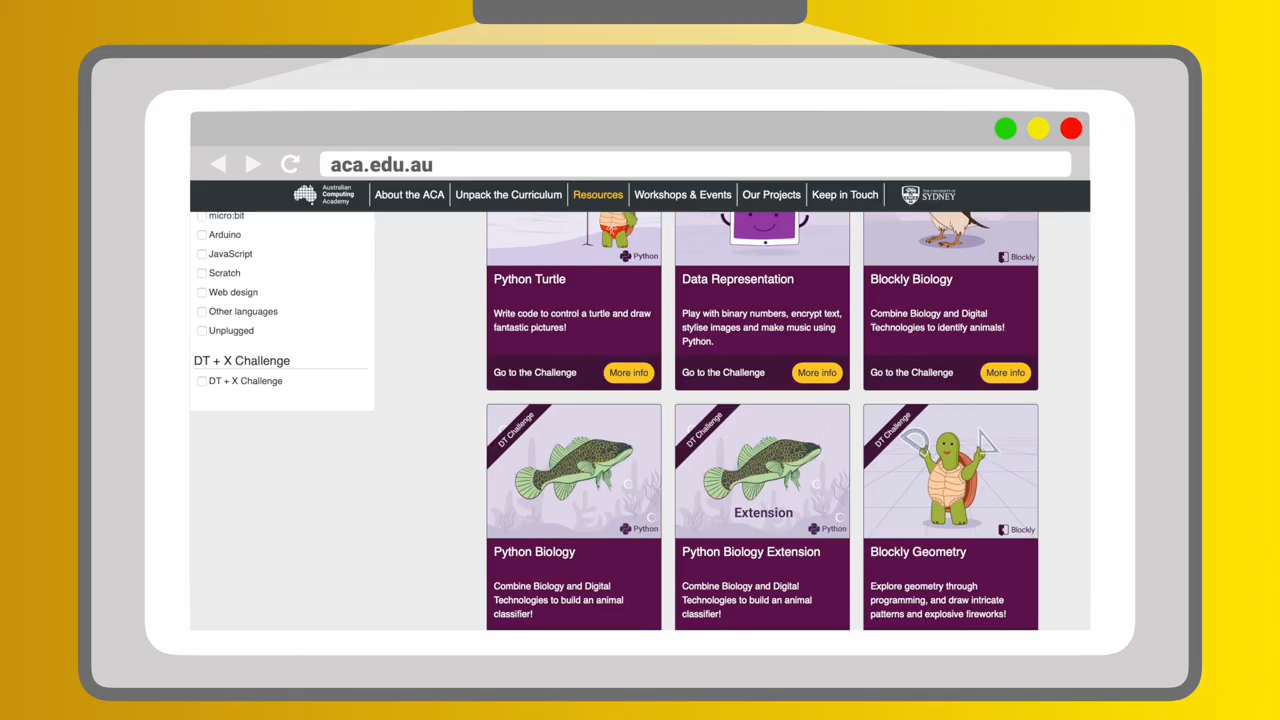 aca.edu.au
Australian
Computing
Academy
About the ACA
Unpack the Curriculum
Resources
Workshops & Events
Our Projects
Keep in Touch
THE UNIVERSITY OF
SYDNEY
micro:bit
Arduino
JavaScript
Scratch
Web design
Other languages
Unplugged
DT + X Challenge
DT + X Challenge
Python
Python Turtle
Write code to control a turtle and draw
fantastic pictures!
Go to the Challenge
More info
Data Representation
Play with binary numbers, encrypt text,
stylise images and make music using
Python.
Go to the Challenge
More info
Blockly
Blockly Biology
Combine Biology and Digital
Technologies to identify animals!
Go to the Challenge
More info
DT Challenge
Python
Python Biology
Combine Biology and Digital
Technologies to build an animal
classifier!
DT Challenge
Extension
Python
Python Biology Extension
Combine Biology and Digital
Technologies to build an animal
classifier!
DT Challenge
Blockly
Blockly Geometry
Explore geometry through
programming, and draw intricate
patterns and explosive fireworks!